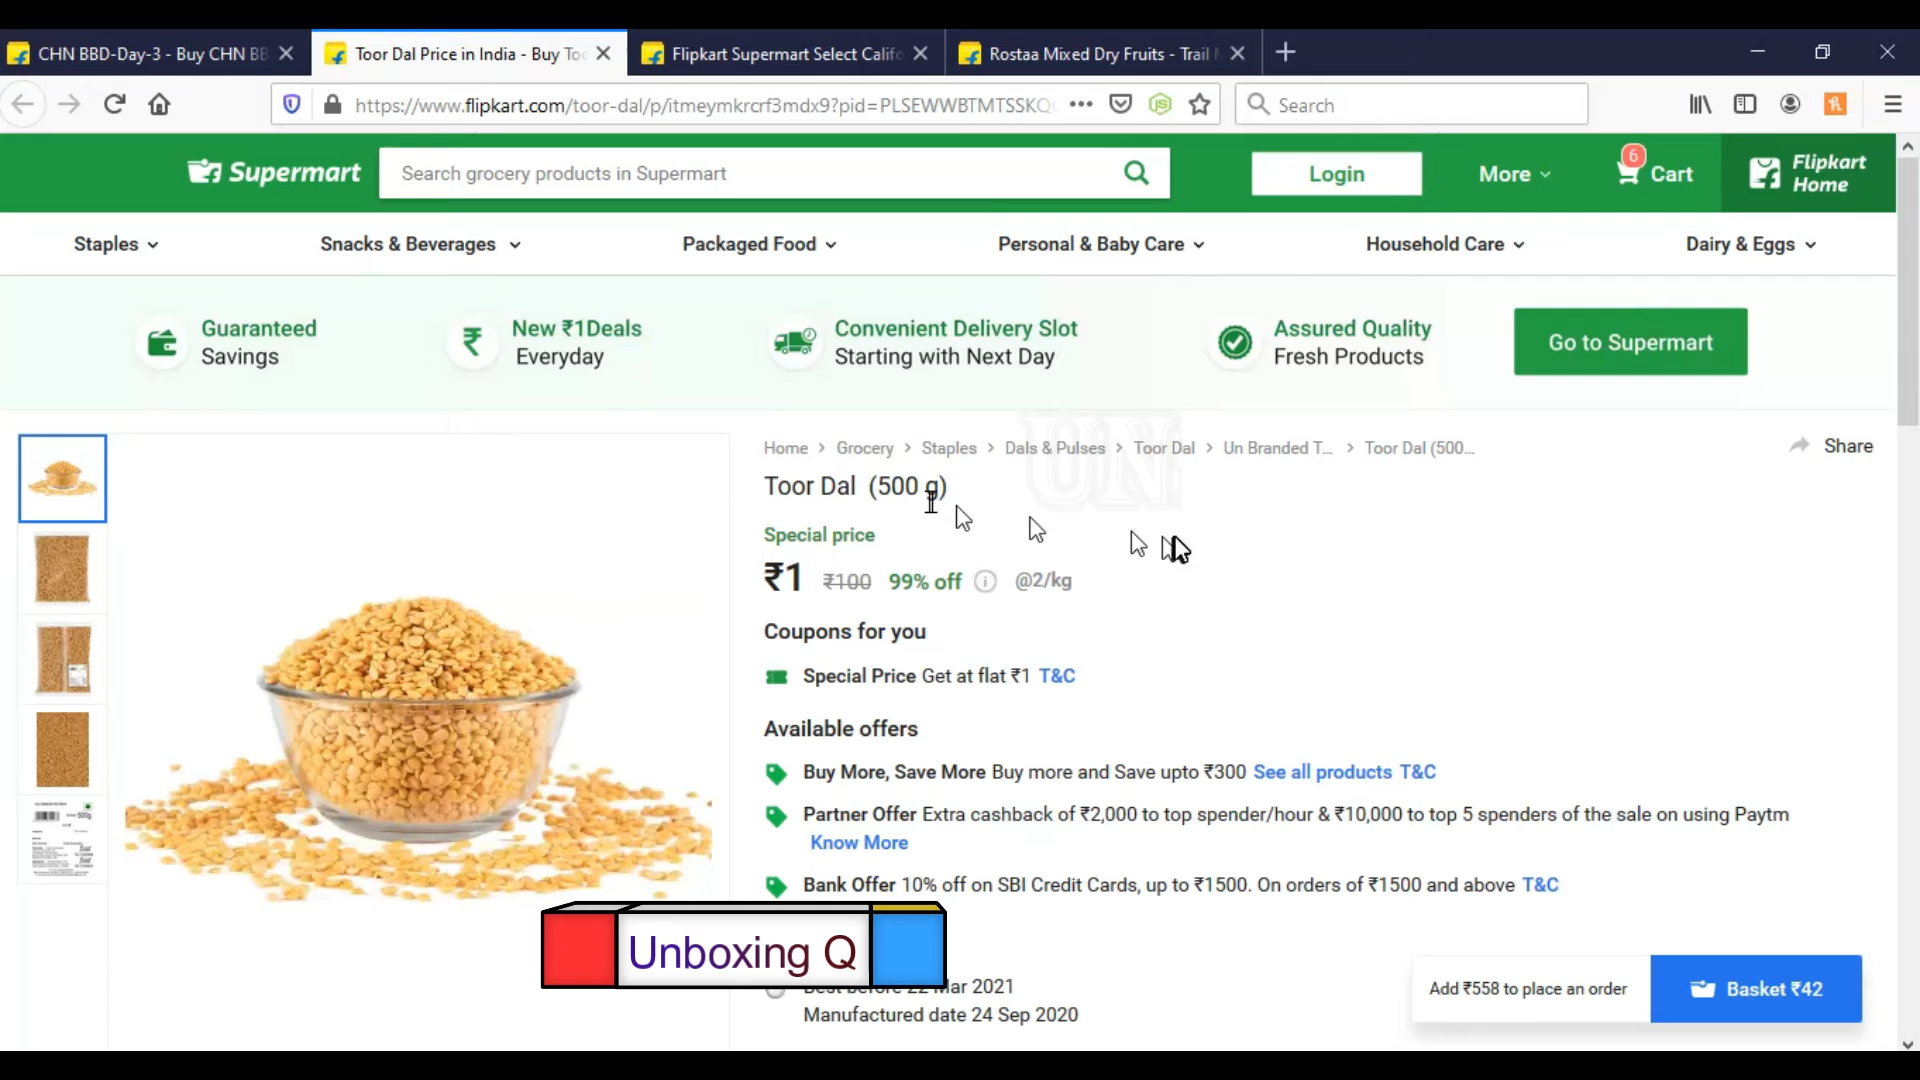 CHN BBD-Day-3 - Buy CHN BB
Toor Dal Price in India - Buy Too
Flipkart Supermart Select Califo
Rostaa Mixed Dry Fruits - Trail
https://www.flipkart.com/toor-dal/p/itmeymkrcrf3mdx9?pid=PLSEWWBTMTSSKQ
Search
Supermart
Search grocery products in Supermart
Login
More
6
Cart
Flipkart
Home
Staples
Snacks & Beverages
Packaged Food
Personal & Baby Care
Household Care
Dairy & Eggs
Guaranteed
Savings
New ₹1Deals
Everyday
Convenient Delivery Slot
Starting with Next Day
Assured Quality
Fresh Products
Go to Supermart
UN
Home > Grocery > Staples > Dals & Pulses > Toor Dal > Un Branded T... > Toor Dal (500...
Share
Toor Dal (500 g)
Special price
₹1 ₹100 99% off @2/kg
Coupons for you
Special Price Get at flat ₹1 T&C
Available offers
Buy More, Save More Buy more and Save upto ₹300 See all products T&C
Partner Offer Extra cashback of ₹2,000 to top spender/hour & ₹10,000 to top 5 spenders of the sale on using Paytm
Know More
Bank Offer 10% off on SBI Credit Cards, up to ₹1500. On orders of ₹1500 and above T&C
Unboxing Q
Best before 22 Mar 2021
Manufactured date 24 Sep 2020
Add ₹558 to place an order
Basket ₹42
500g